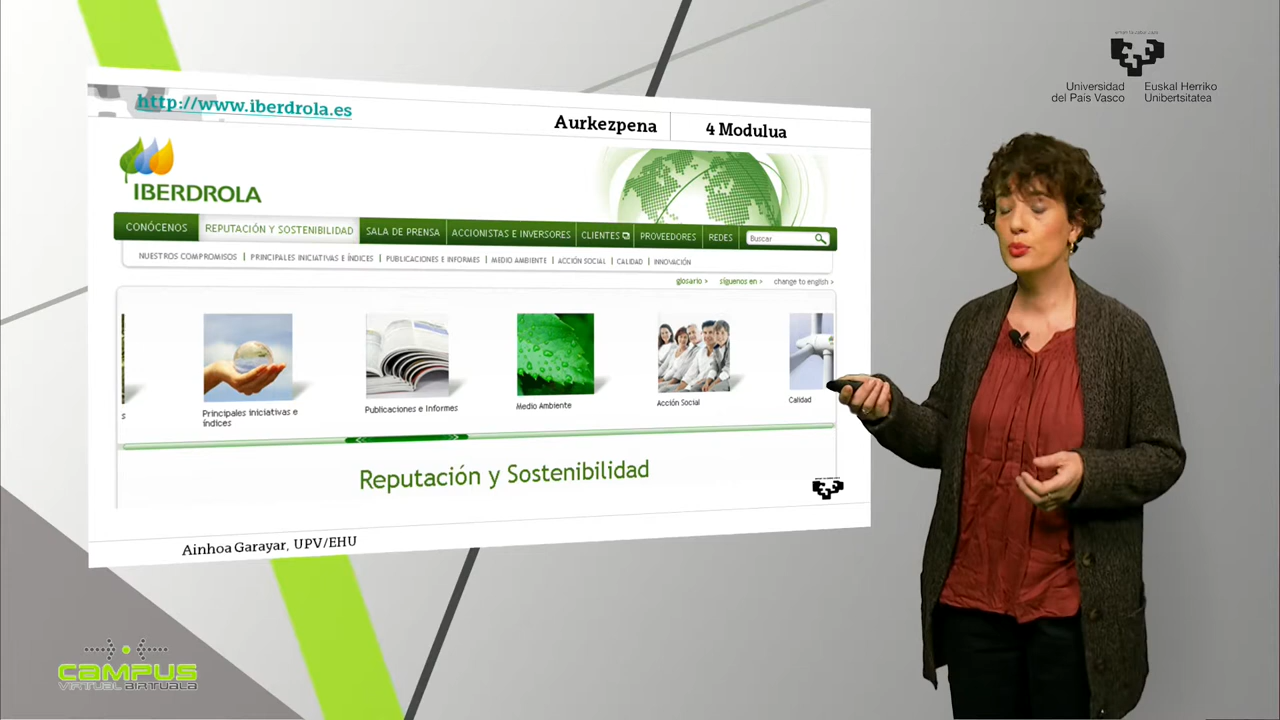 http://www.iberdrola.es
Aurkezpena
4 Modulua
IBERDROLA
CONÓCENOS
REPUTACIÓN Y SOSTENIBILIDAD
SALA DE PRENSA
ACCIONISTAS E INVERSORES
CLIENTES
PROVEEDORES
REDES
Buscar
NUESTROS COMPROMISOS
PRINCIPALES INICIATIVAS E ÍNDICES
PUBLICACIONES E INFORMES
MEDIO AMBIENTE
ACCIÓN SOCIAL
CALIDAD
INNOVACIÓN
glosario >
síguenos en >
change to english >
s
Principales iniciativas e
índices
Publicaciones e Informes
Medio Ambiente
Acción Social
Calidad
Reputación y Sostenibilidad
Ainhoa Garayar, UPV/EHU
Universidad
del País Vasco
Euskal Herriko
Unibertsitatea
CAMPUS
VIRTUAL BIRTUALA